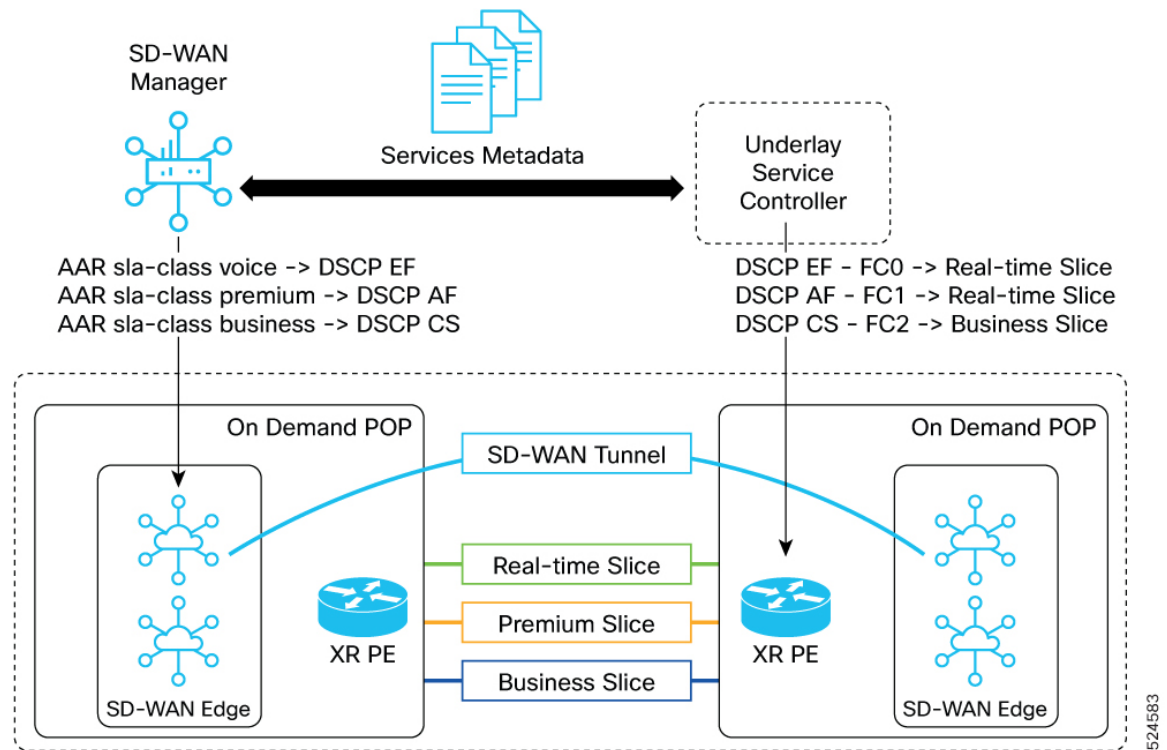 SD-WAN
Manager
Services Metadata
Underlay
Service
Controller
AAR sla-class voice -> DSCP EF
AAR sla-class premium -> DSCP AF
AAR sla-class business -> DSCP CS
DSCP EF - FC0 -> Real-time Slice
DSCP AF - FC1 -> Real-time Slice
DSCP CS - FC2 -> Business Slice
On Demand POP
SD-WAN Tunnel
On Demand POP
Real-time Slice
Premium Slice
Business Slice
XR PE
XR PE
SD-WAN Edge
SD-WAN Edge
524583